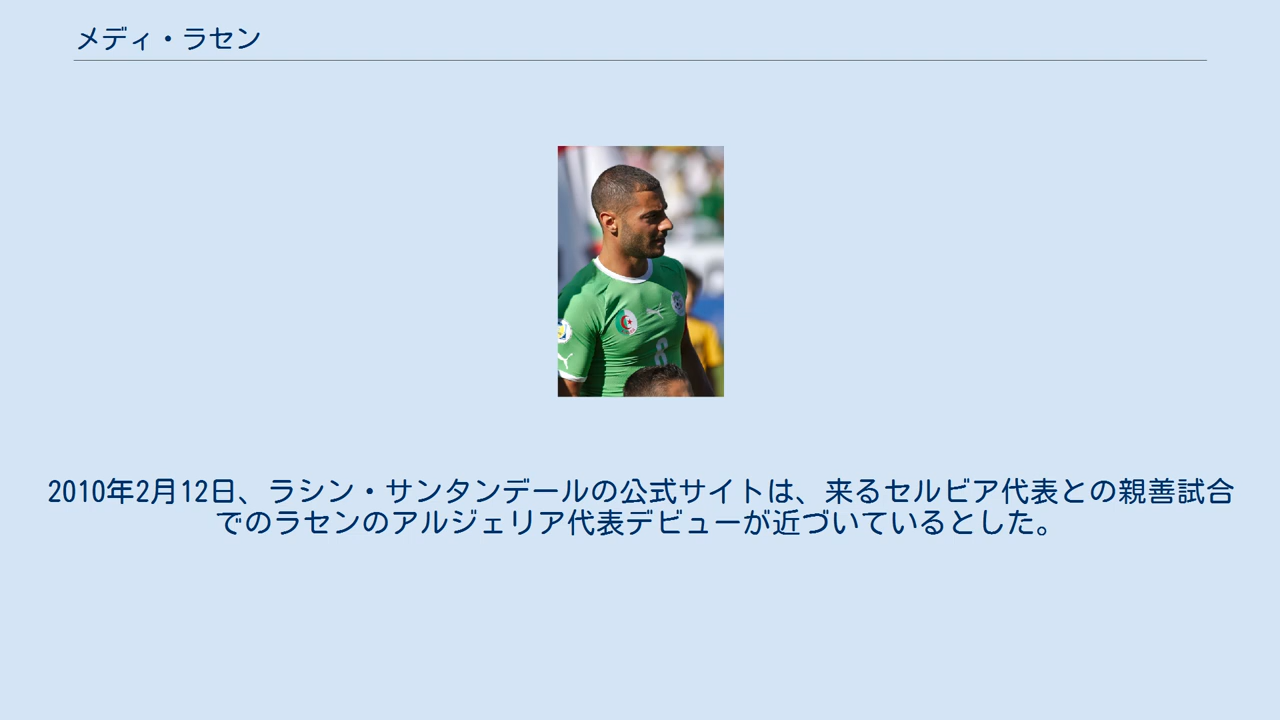 メディ・ラセン
2010年2月12日、ラシン・サンタンデールの公式サイトは、来るセルビア代表との親善試合
でのラセンのアルジェリア代表デビューが近づいているとした。